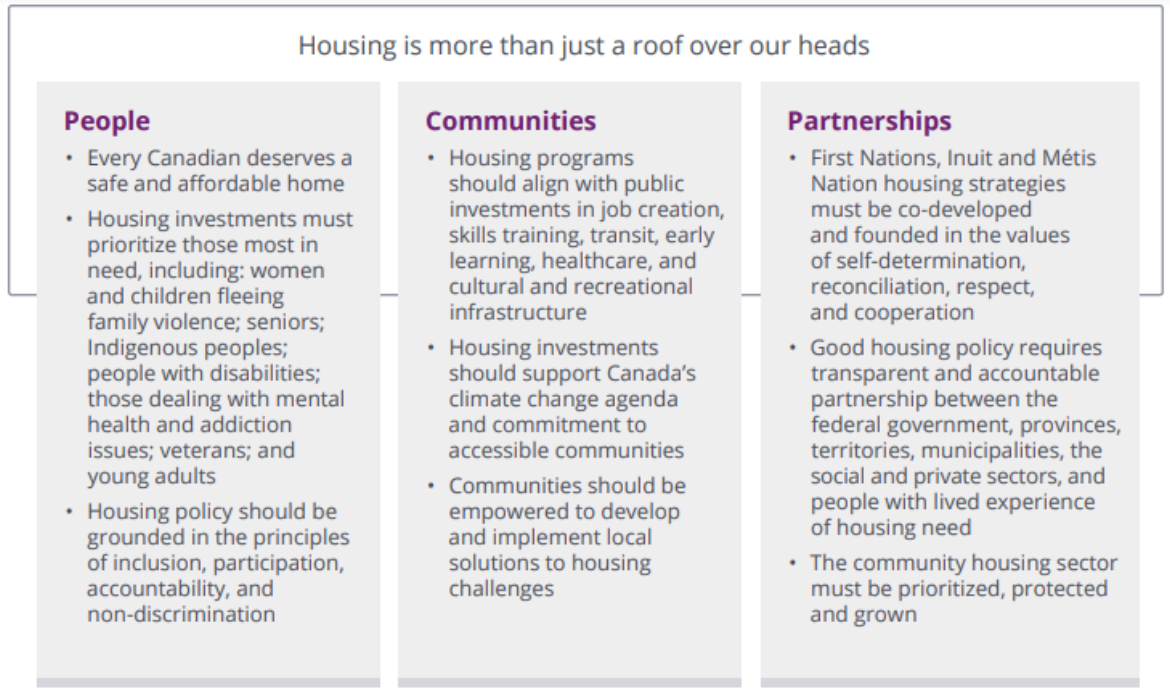 Housing is more than just a roof over our heads
People
• Every Canadian deserves a
safe and affordable home
• Housing investments must
prioritize those most in
need, including: women
and children fleeing
family violence; seniors;
Indigenous peoples;
people with disabilities;
those dealing with mental
health and addiction
issues; veterans; and
young adults
• Housing policy should be
grounded in the principles
of inclusion, participation,
accountability, and
non-discrimination
Communities
• Housing programs
should align with public
investments in job creation,
skills training, transit, early
learning, healthcare, and
cultural and recreational
infrastructure
• Housing investments
should support Canada's
climate change agenda
and commitment to
accessible communities
• Communities should be
empowered to develop
and implement local
solutions to housing
challenges
Partnerships
• First Nations, Inuit and Métis
Nation housing strategies
must be co-developed
and founded in the values
of self-determination,
reconciliation, respect,
and cooperation
• Good housing policy requires
transparent and accountable
partnership between the
federal government, provinces,
territories, municipalities, the
social and private sectors, and
people with lived experience
of housing need
• The community housing sector
must be prioritized, protected
and grown